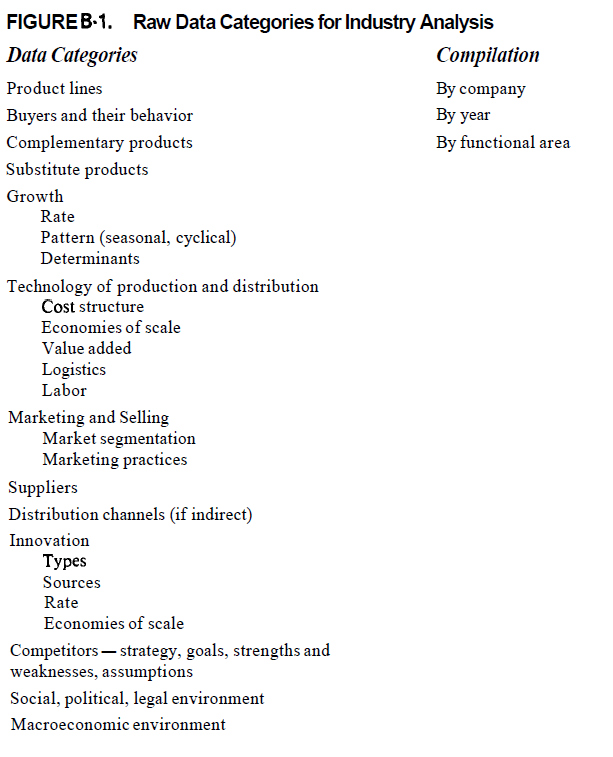 FIGURE B-1. Raw Data Categories for Industry Analysis
Data Categories Compilation
Product lines By company
Buyers and their behavior By year
Complementary products By functional area
Substitute products
Growth
Rate
Pattern (seasonal, cyclical)
Determinants
Technology of production and distribution
Cost structure
Economies of scale
Value added
Logistics
Labor
Marketing and Selling
Market segmentation
Marketing practices
Suppliers
Distribution channels (if indirect)
Innovation
Types
Sources
Rate
Economies of scale
Competitors — strategy, goals, strengths and
weaknesses, assumptions
Social, political, legal environment
Macroeconomic environment